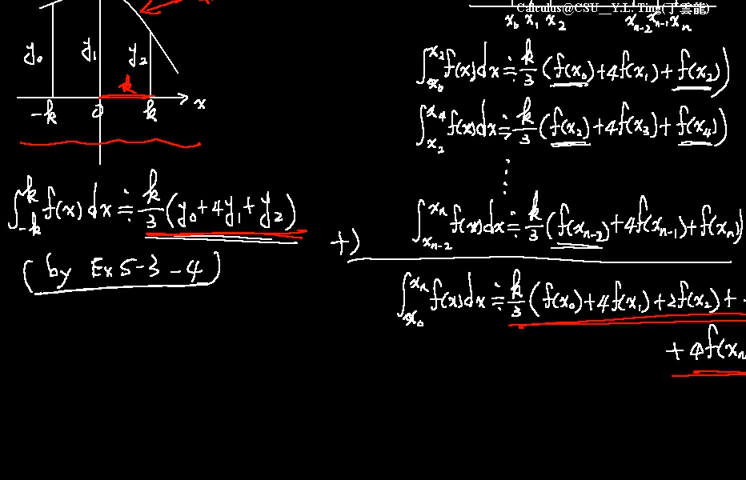 Calculus@CSU__Y.L. Ting(丁雲能)
x₀ x₁ x₂ xₙ₋₂ xₙ₋₁ xₙ
y₀ y₁ y₂
k
-k 0 k x
∫_{x₀}^{x₂} f(x)dx ≒ k/3 (f(x₀)+4f(x₁)+f(x₂))
∫_{x₂}^{x₄} f(x)dx ≒ k/3 (f(x₂)+4f(x₃)+f(x₄))
⋮
∫_{-k}^{k} f(x)dx ≒ k/3 (y₀+4y₁+y₂)
(by Ex 5-3-4)
+) ∫_{xₙ₋₂}^{xₙ} f(x)dx ≒ k/3 (f(xₙ₋₂)+4f(xₙ₋₁)+f(xₙ))
∫_{x₀}^{xₙ} f(x)dx ≒ k/3 (f(x₀)+4f(x₁)+2f(x₂)+
+4f(xₙ